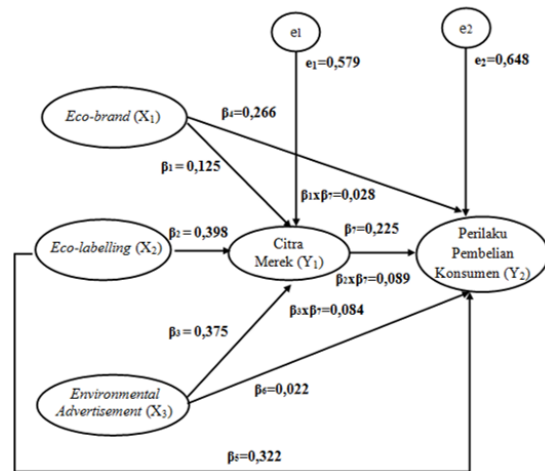 e1
e2
e₁=0,579
e₂=0,648
Eco-brand (X₁)
β₄=0,266
β₁ = 0,125
β₁xβ₇=0,028
Eco-labelling (X₂)
β₂ = 0,398
Citra
Merek (Y₁)
β₇=0,225
Perilaku
Pembelian
Konsumen (Y₂)
β₂xβ₇=0,089
β₃xβ₇=0,084
β₃ = 0,375
Environmental
Advertisement (X₃)
β₆=0,022
β₅=0,322